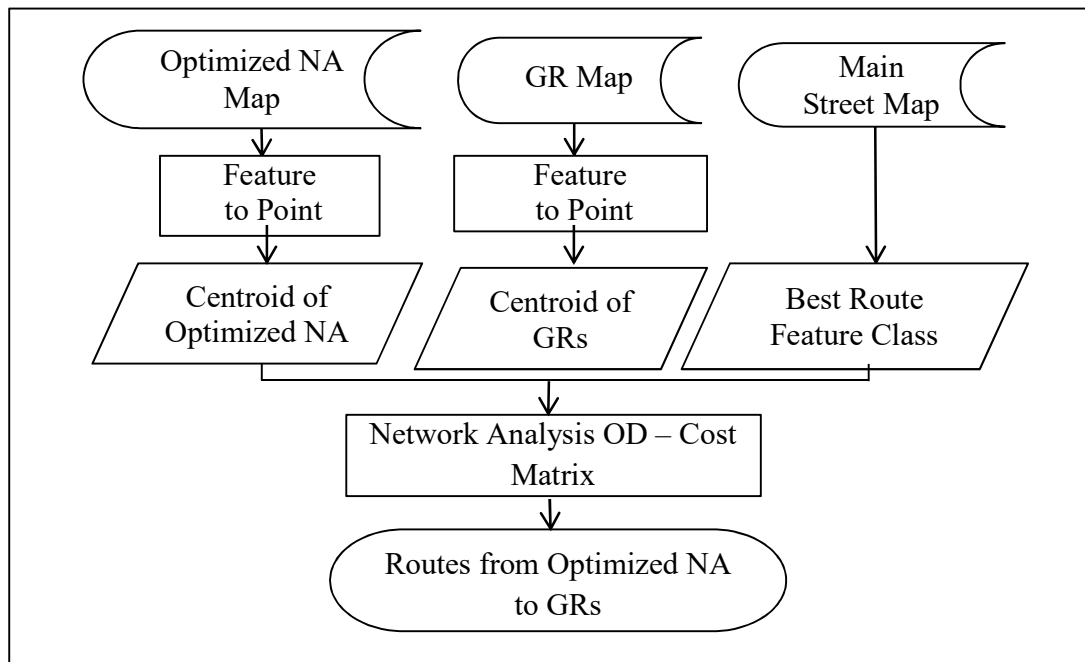 Optimized NA
Map
GR Map
Main
Street Map
Feature
to Point
Feature
to Point
Centroid of
Optimized NA
Centroid of
GRs
Best Route
Feature Class
Network Analysis OD – Cost
Matrix
Routes from Optimized NA
to GRs